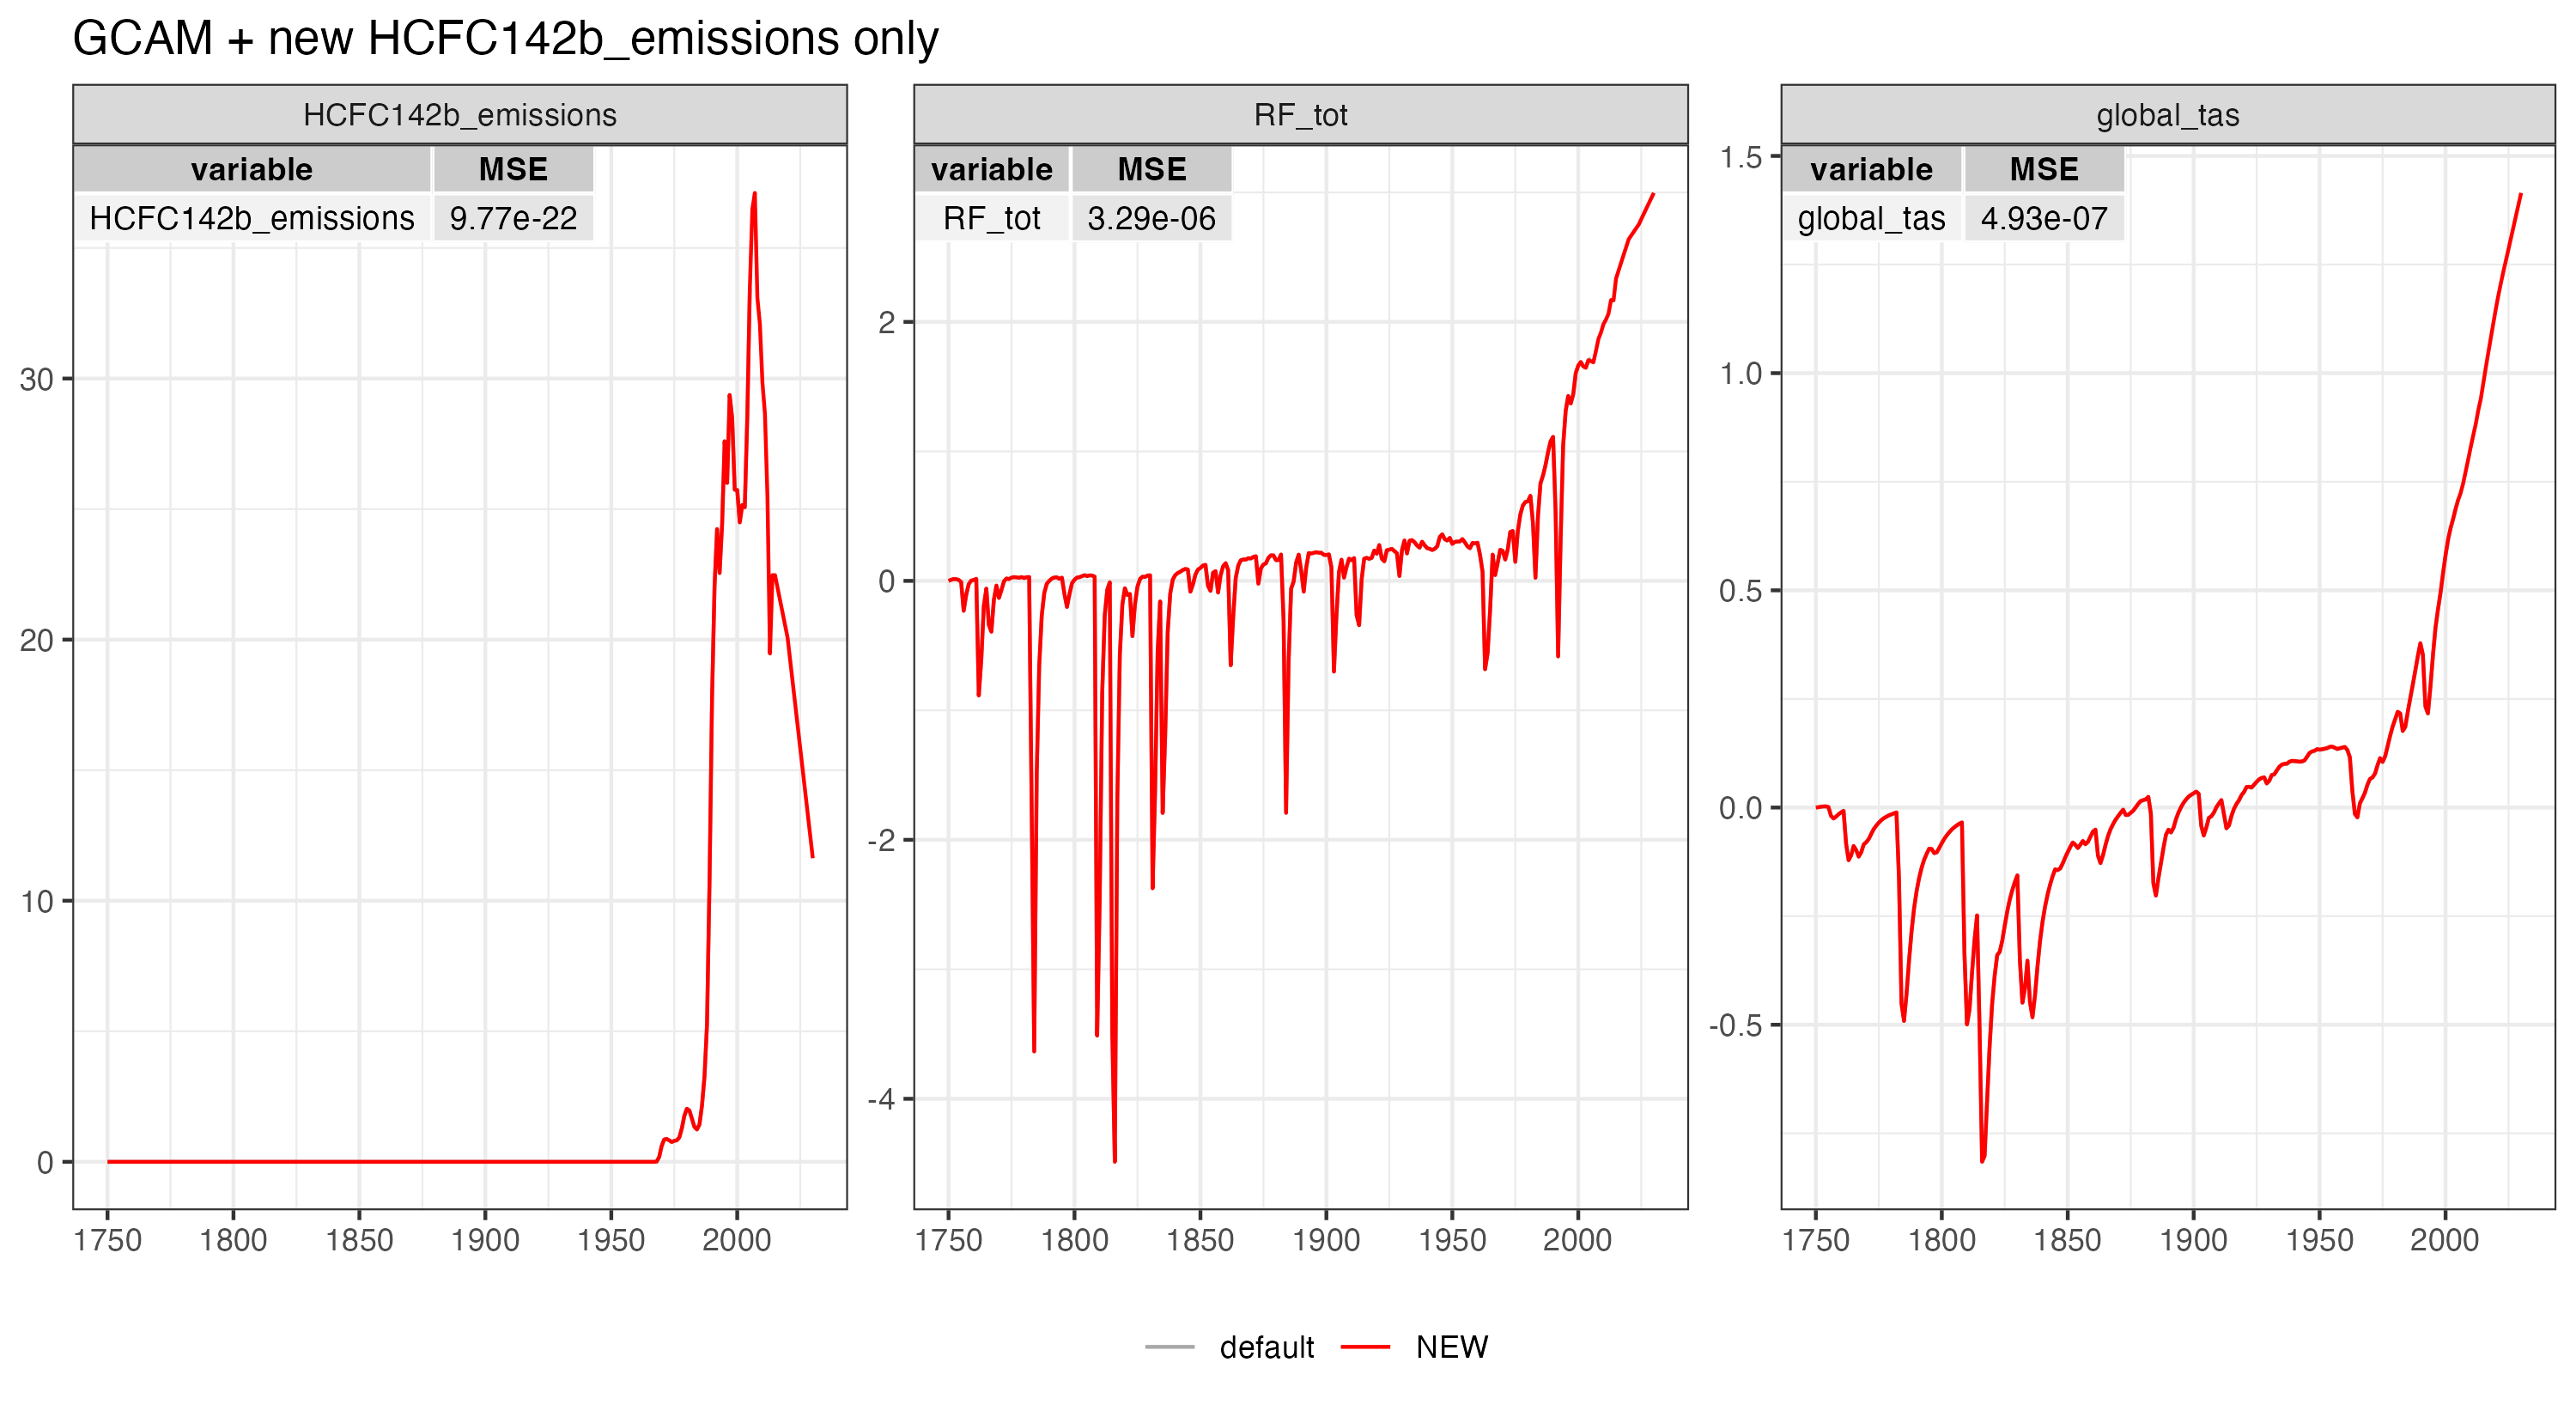 GCAM + new HCFC142b_emissions only
HCFC142b_emissions
variable MSE
HCFC142b_emissions 9.77e-22
30
20
10
0
1750 1800 1850 1900 1950 2000
RF_tot
variable MSE
RF_tot 3.29e-06
2
0
-2
-4
1750 1800 1850 1900 1950 2000
global_tas
variable MSE
global_tas 4.93e-07
1.5
1.0
0.5
0.0
-0.5
1750 1800 1850 1900 1950 2000
default NEW